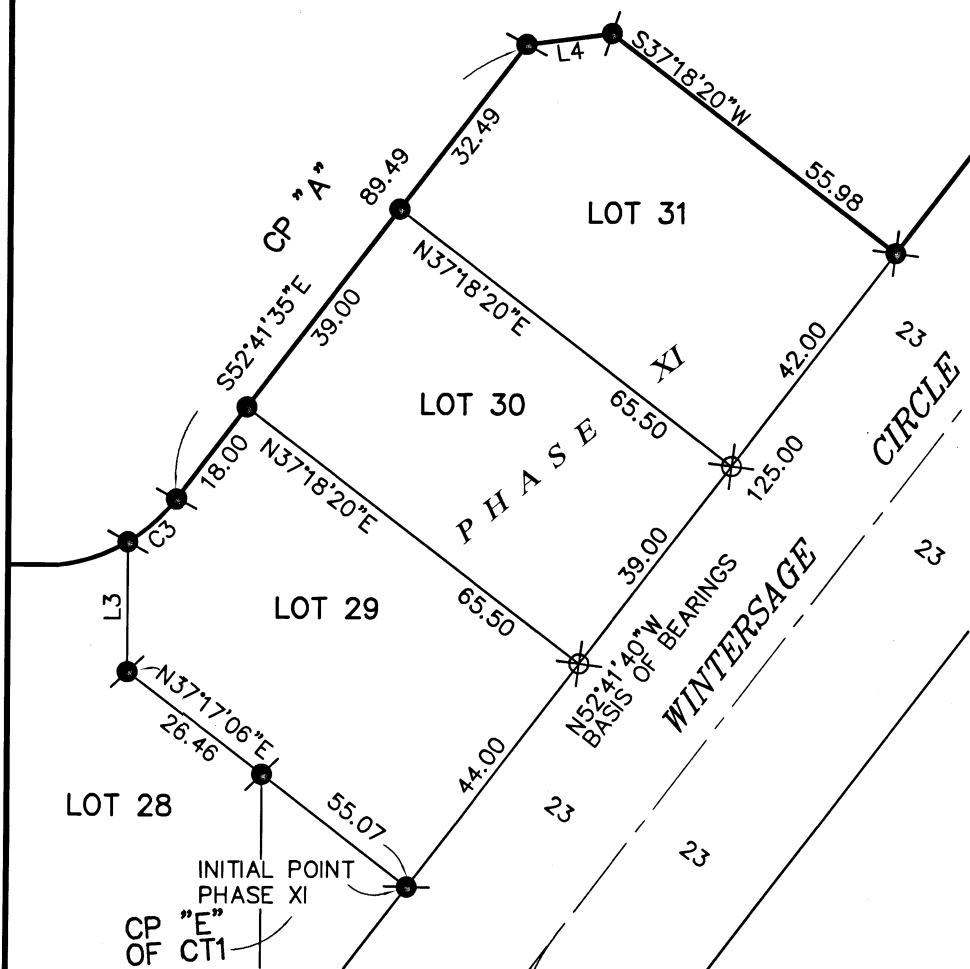 L4
S37°18'20"W
55.98
32.49
89.49
CP "A"
LOT 31
N37°18'20"E
65.50
S52°41'35"E
39.00
42.00
23
CIRCLE
LOT 30
PHASE XI
125.00
18.00
N37°18'20"E
65.50
C3
39.00
23
L3
LOT 29
N52°41'40"W
BASIS OF BEARINGS
WINTERSAGE
N37°17'06"E
26.46
44.00
55.07
LOT 28
23
23
INITIAL POINT
PHASE XI
CP "E"
OF CT1